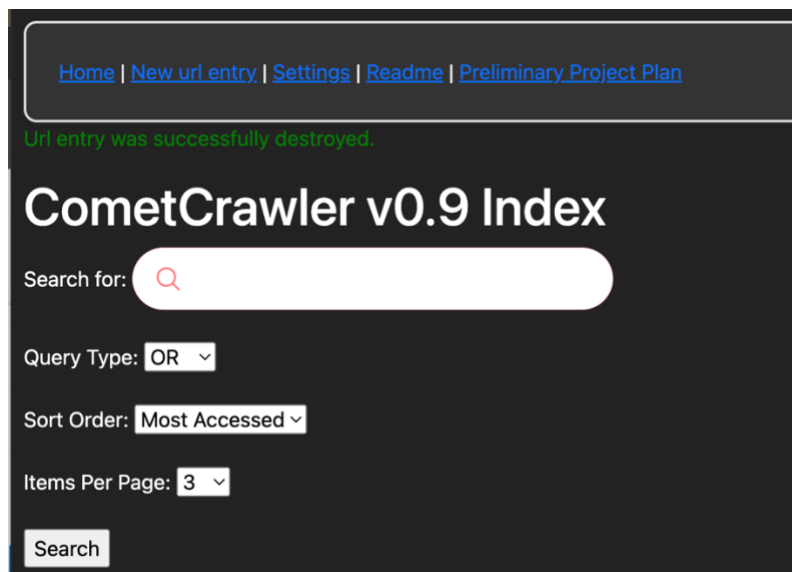 Home | New url entry | Settings | Readme | Preliminary Project Plan
Url entry was successfully destroyed.
CometCrawler v0.9 Index
Search for:
Query Type: OR
Sort Order: Most Accessed
Items Per Page: 3
Search